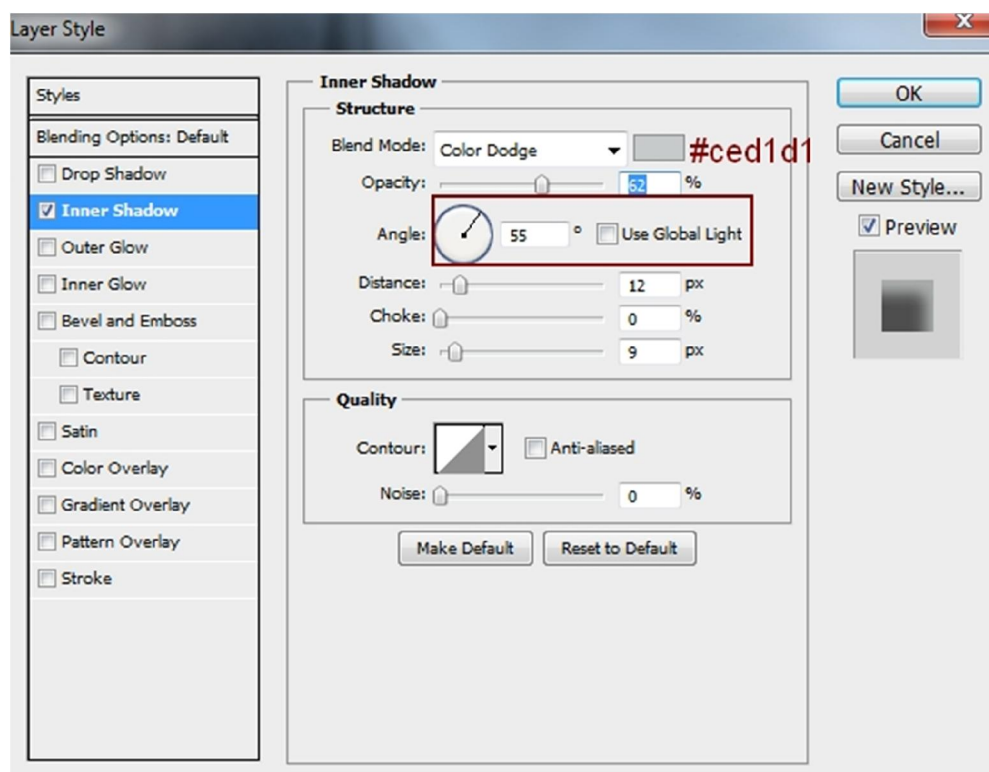 Layer Style
Styles
Blending Options: Default
Drop Shadow
Inner Shadow
Outer Glow
Inner Glow
Bevel and Emboss
Contour
Texture
Satin
Color Overlay
Gradient Overlay
Pattern Overlay
Stroke
Inner Shadow
Structure
Blend Mode: Color Dodge #ced1d1
Opacity: 62 %
Angle: 55 ° Use Global Light
Distance: 12 px
Choke: 0 %
Size: 9 px
Quality
Contour: Anti-aliased
Noise: 0 %
Make Default Reset to Default
OK
Cancel
New Style...
Preview